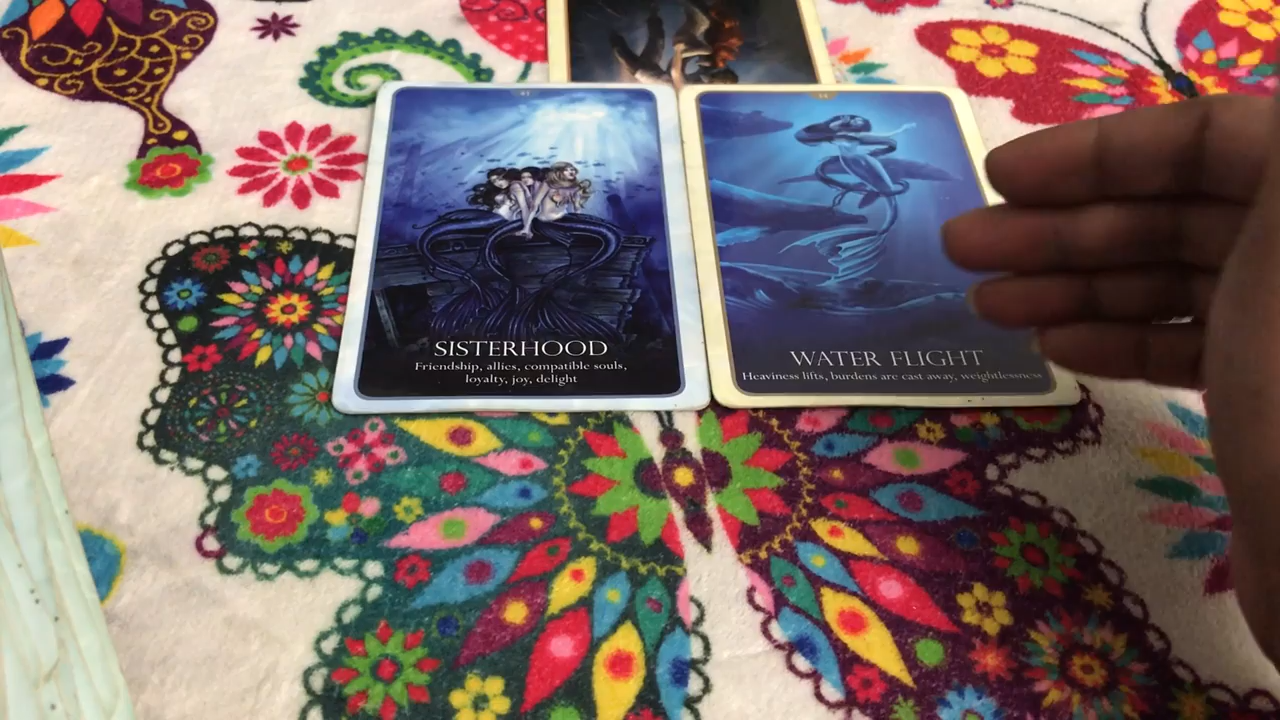 SISTERHOOD
Friendship, allies, compatible souls,
loyalty, joy, delight
WATER FLIGHT
Heaviness lifts, burdens are cast away, weightlessness